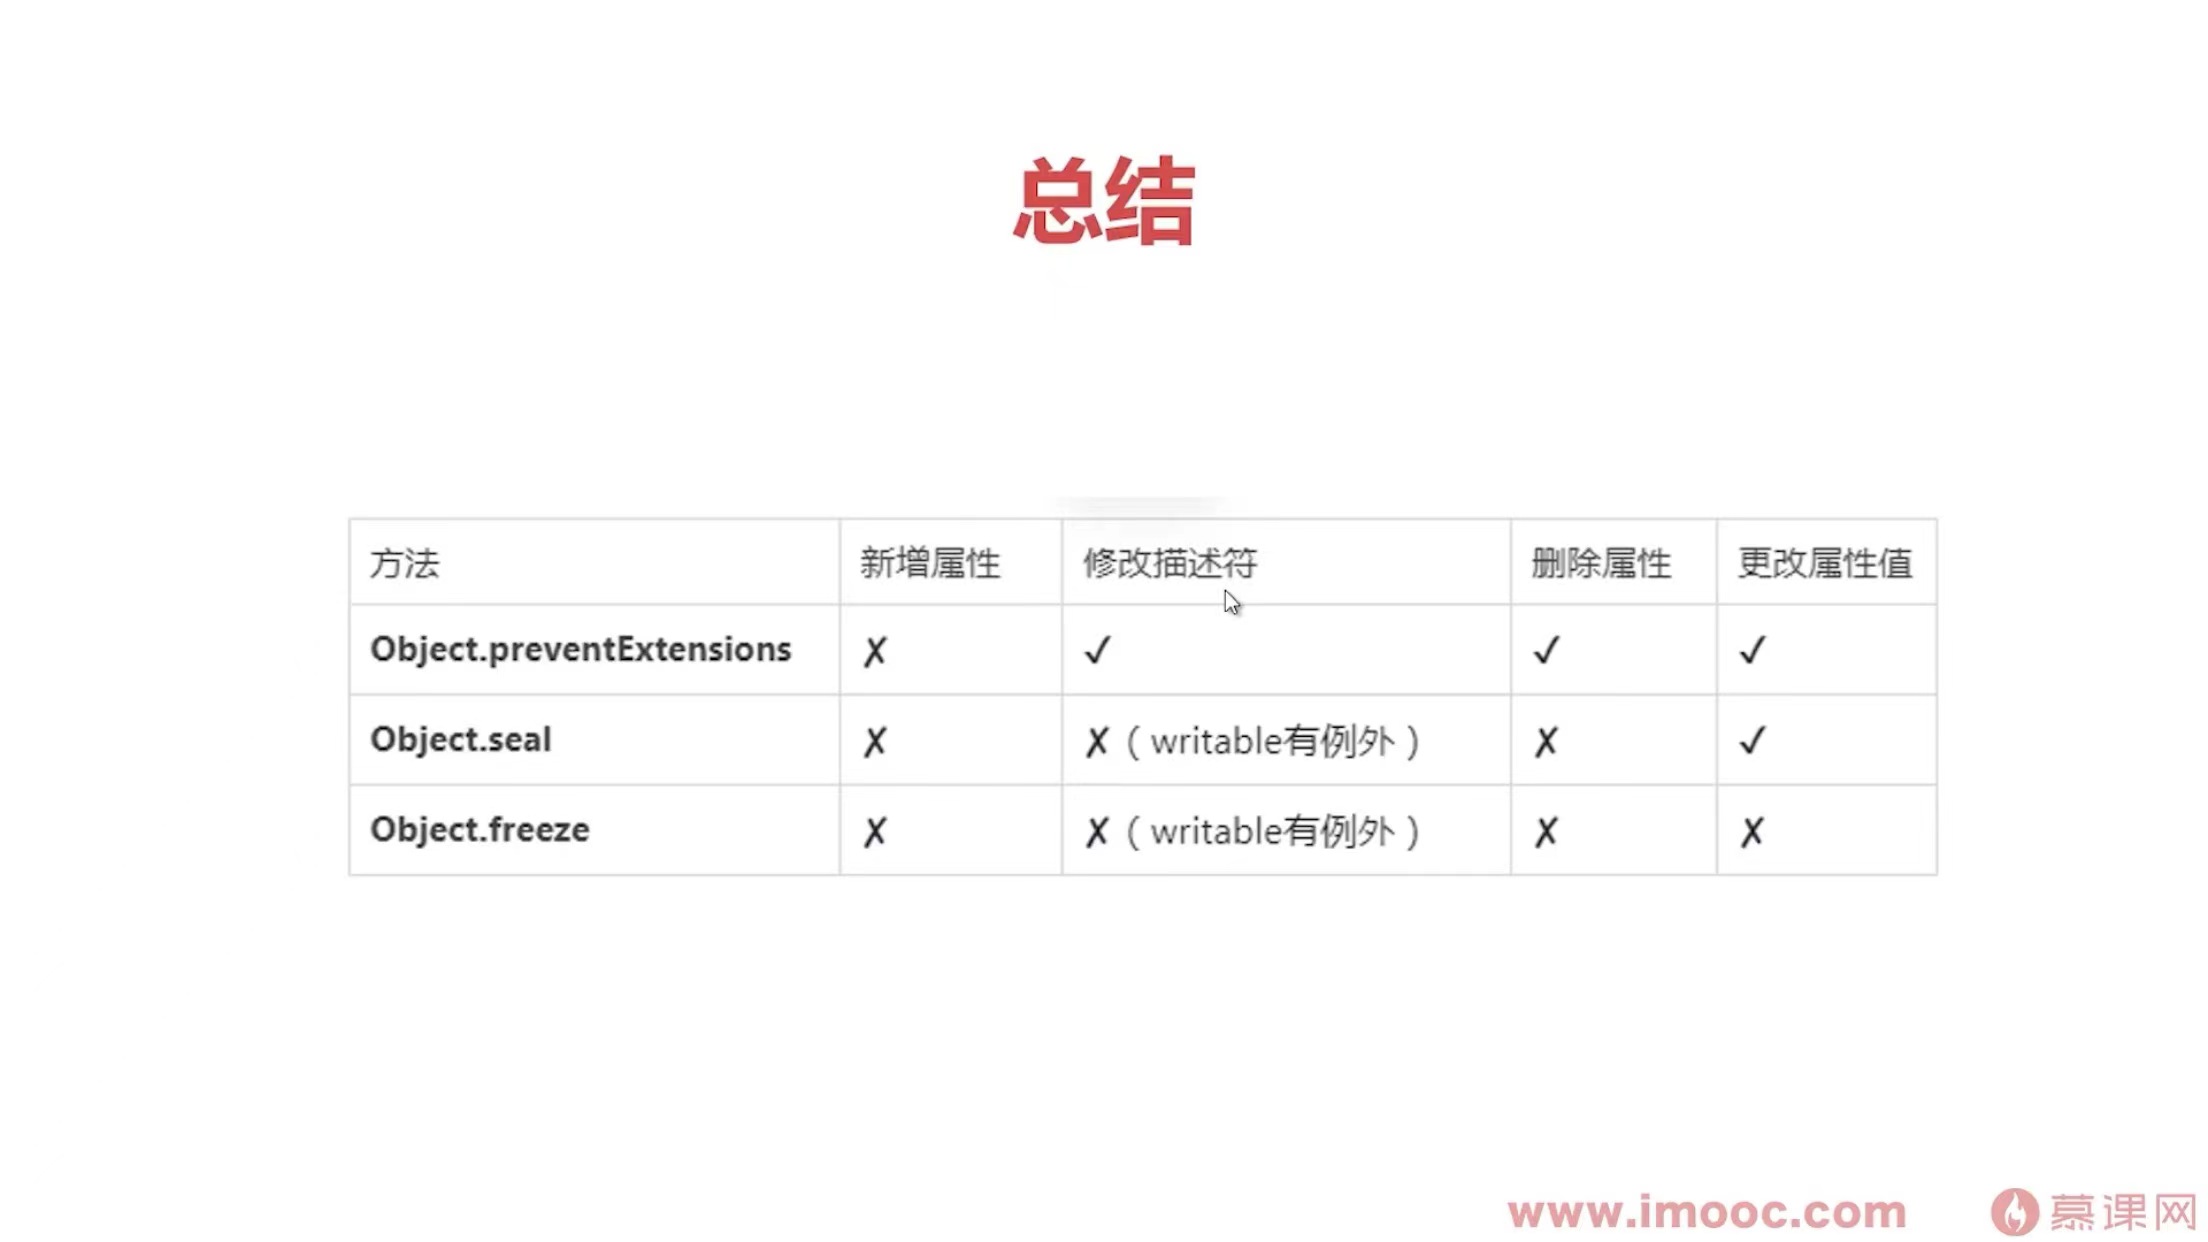 总结
方法 新增属性 修改描述符 删除属性 更改属性值
Object.preventExtensions ✗ ✓ ✓ ✓
Object.seal ✗ ✗（writable有例外） ✗ ✓
Object.freeze ✗ ✗（writable有例外） ✗ ✗
www.imooc.com 慕课网